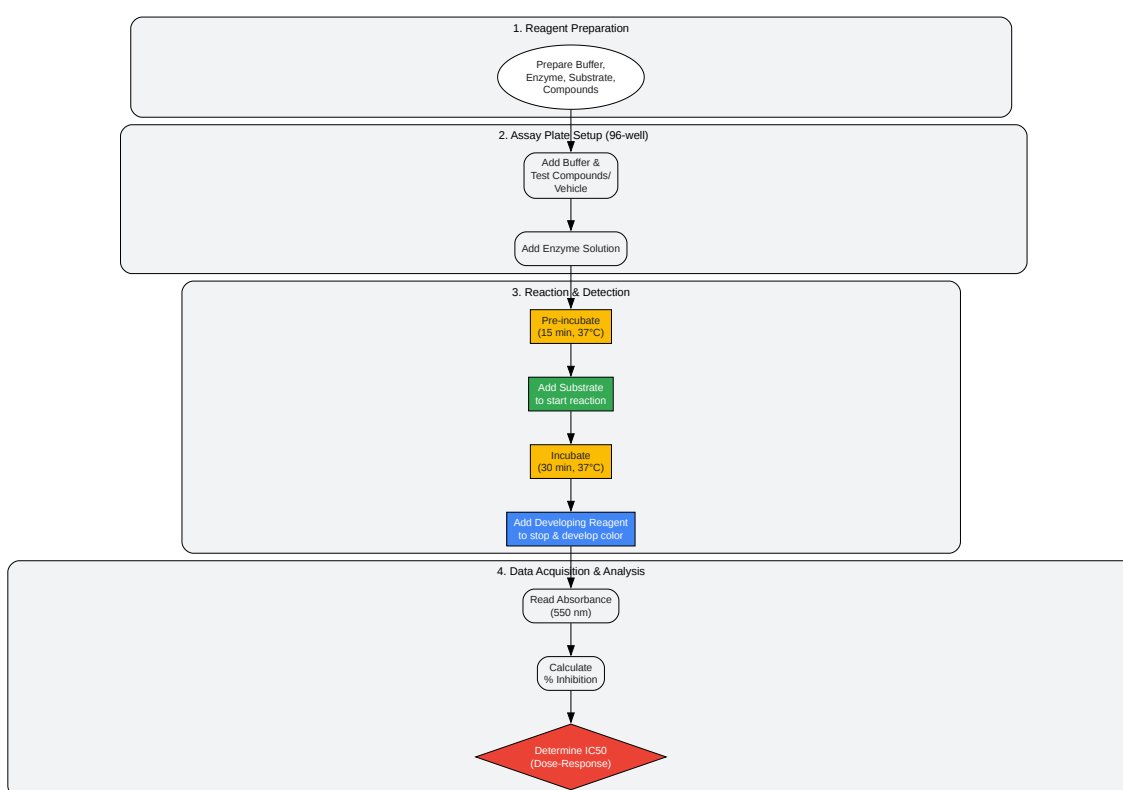 1. Reagent Preparation
Prepare Buffer,
Enzyme, Substrate,
Compounds
2. Assay Plate Setup (96-well)
Add Buffer &
Test Compounds/
Vehicle
Add Enzyme Solution
3. Reaction & Detection
Pre-incubate
(15 min, 37°C)
Add Substrate
to start reaction
Incubate
(30 min, 37°C)
Add Developing Reagent
to stop & develop color
4. Data Acquisition & Analysis
Read Absorbance
(550 nm)
Calculate
% Inhibition
Determine IC50
(Dose-Response)